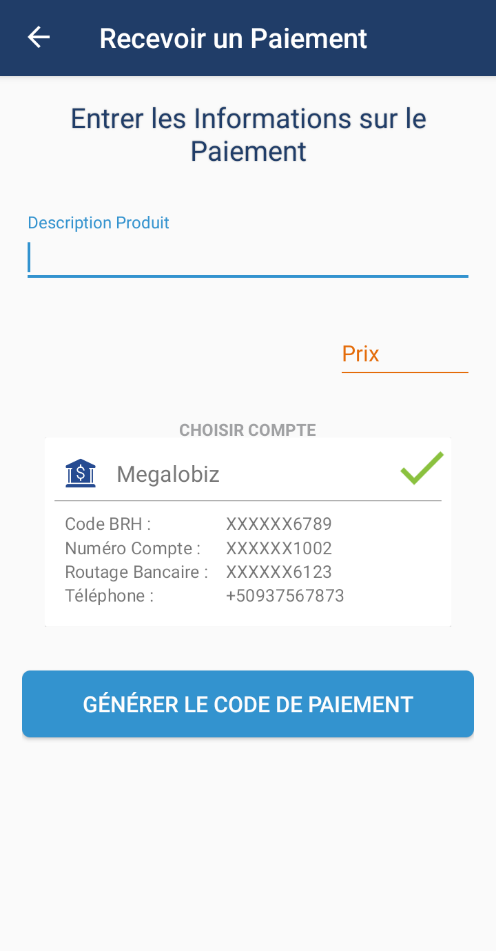 Recevoir un Paiement
Entrer les Informations sur le
Paiement
Description Produit
Prix
CHOISIR COMPTE
Megalobiz
Code BRH : XXXXXX6789
Numéro Compte : XXXXXX1002
Routage Bancaire : XXXXXX6123
Téléphone : +50937567873
GÉNÉRER LE CODE DE PAIEMENT